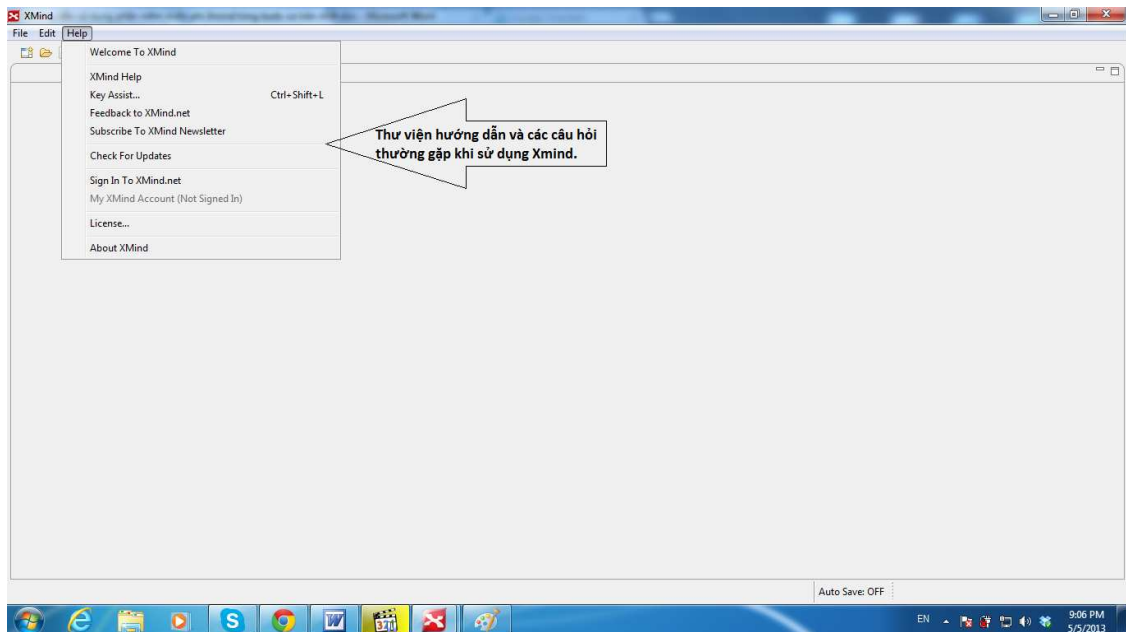 XMind
File Edit Help
Welcome To XMind
XMind Help
Key Assist... Ctrl+Shift+L
Feedback to XMind.net
Subscribe To XMind Newsletter
Check For Updates
Sign In To XMind.net
My XMind Account (Not Signed In)
License...
About XMind
Thư viện hướng dẫn và các câu hỏi
thường gặp khi sử dụng Xmind.
Auto Save: OFF
EN
9:06 PM
5/5/2013